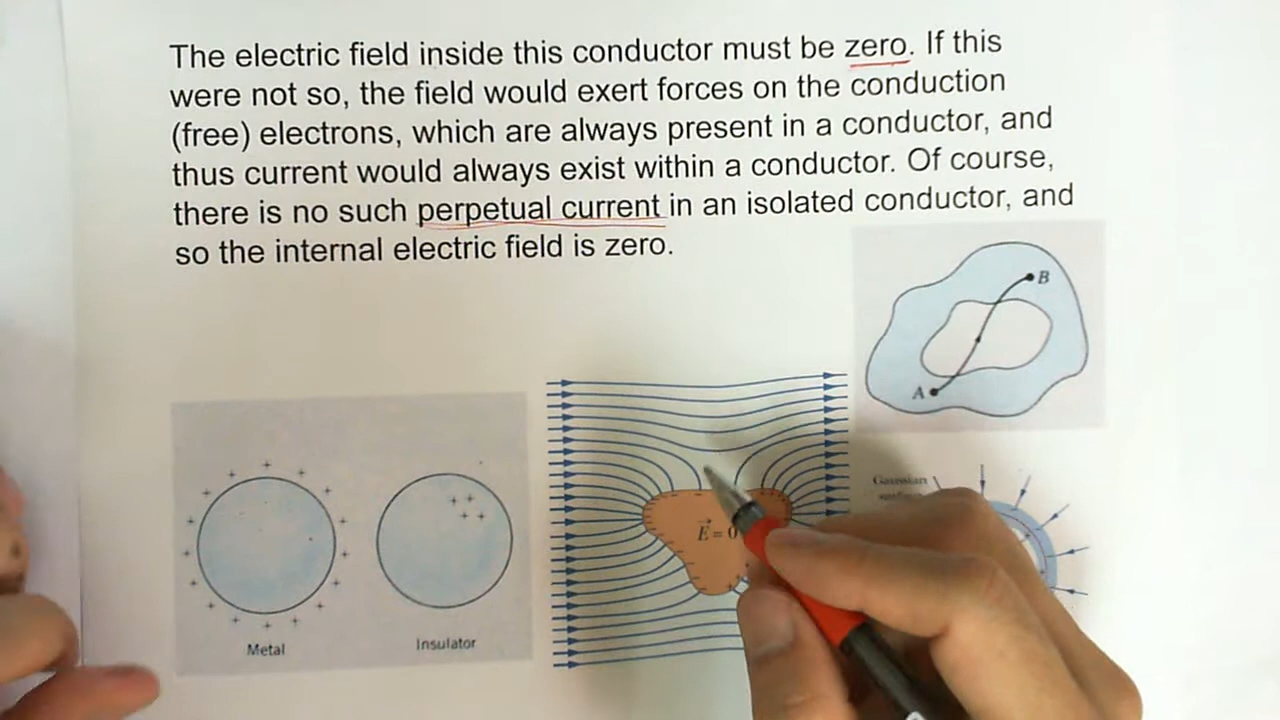 The electric field inside this conductor must be zero. If this
were not so, the field would exert forces on the conduction
(free) electrons, which are always present in a conductor, and
thus current would always exist within a conductor. Of course,
there is no such perpetual current in an isolated conductor, and
so the internal electric field is zero.
B
A
Gaussian
E = 0
Metal
Insulator